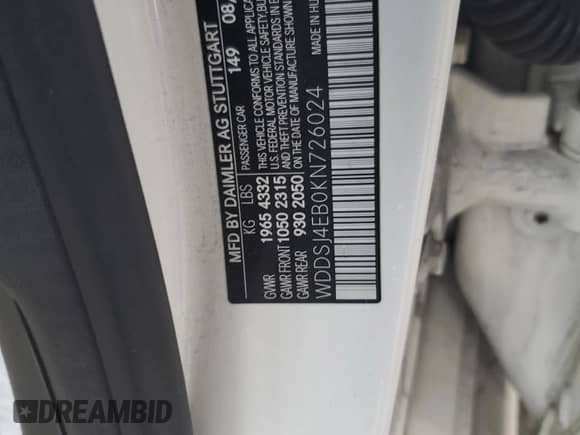 MFD BY DAIMLER AG STUTTGART
149 08/
KG LBS PASSENGER CAR
GVWR 1965 4332
GAWR FRONT 1050 2315
GAWR REAR 930 2050
THIS VEHICLE CONFORMS TO ALL APPLICA
U.S. FEDERAL MOTOR VEHICLE SAFETY, BU
AND THEFT PREVENTION STANDARDS IN E
ON THE DATE OF MANUFACTURE SHOWN
WDDSJ4EB0KN726024
MADE IN HU
DREAMBID